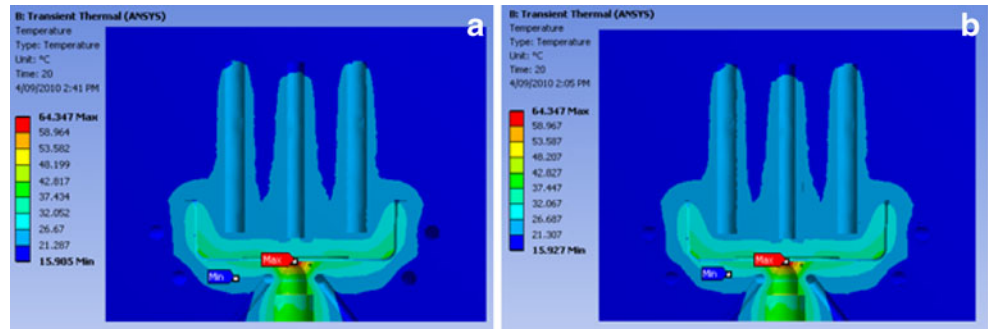 B: Transient Thermal (ANSYS)
Temperature
Type: Temperature
Unit: °C
Time: 20
4/09/2010 2:41 PM
64.347 Max
58.964
53.582
48.199
42.817
37.434
32.052
26.67
21.287
15.905 Min
Max
Min
a
B: Transient Thermal (ANSYS)
Temperature
Type: Temperature
Unit: °C
Time: 20
4/09/2010 2:05 PM
64.347 Max
58.967
53.587
48.207
42.827
37.447
32.067
26.687
21.307
15.927 Min
Max
Min
b